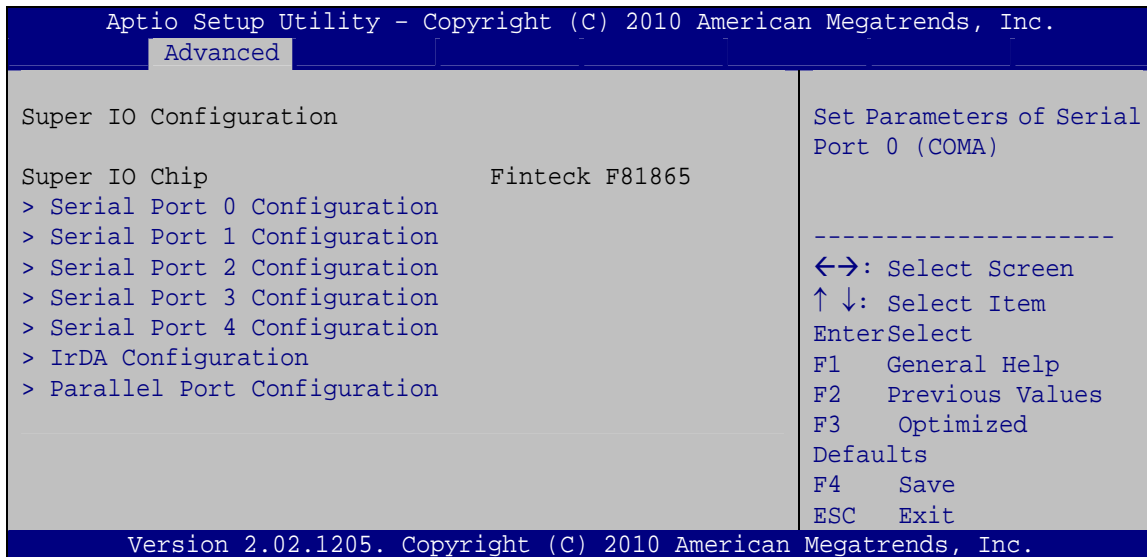 Aptio Setup Utility – Copyright (C) 2010 American Megatrends, Inc.
Advanced
Super IO Configuration
Super IO Chip Finteck F81865
> Serial Port 0 Configuration
> Serial Port 1 Configuration
> Serial Port 2 Configuration
> Serial Port 3 Configuration
> Serial Port 4 Configuration
> IrDA Configuration
> Parallel Port Configuration
Set Parameters of Serial
Port 0 (COMA)
---------------------
←→: Select Screen
↑ ↓: Select Item
EnterSelect
F1 General Help
F2 Previous Values
F3 Optimized
Defaults
F4 Save
ESC Exit
Version 2.02.1205. Copyright (C) 2010 American Megatrends, Inc.